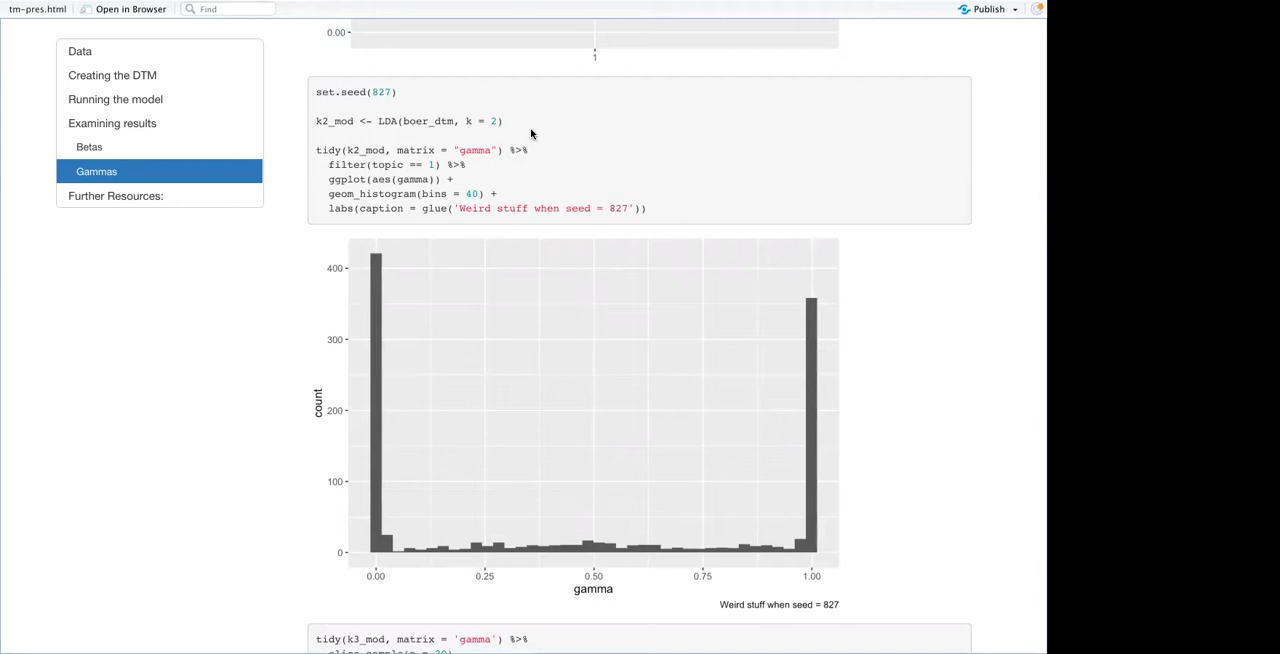 tm-pres.html
Open in Browser
Find
Publish
Data
Creating the DTM
Running the model
Examining results
Betas
Gammas
Further Resources:
0.00
1
set.seed(827)
k2_mod <- LDA(boer_dtm, k = 2)
tidy(k2_mod, matrix = "gamma") %>%
filter(topic == 1) %>%
ggplot(aes(gamma)) +
geom_histogram(bins = 40) +
labs(caption = glue('Weird stuff when seed = 827'))
400
300
200
100
0
count
0.00 0.25 0.50 0.75 1.00
gamma
Weird stuff when seed = 827
tidy(k3_mod, matrix = 'gamma') %>%